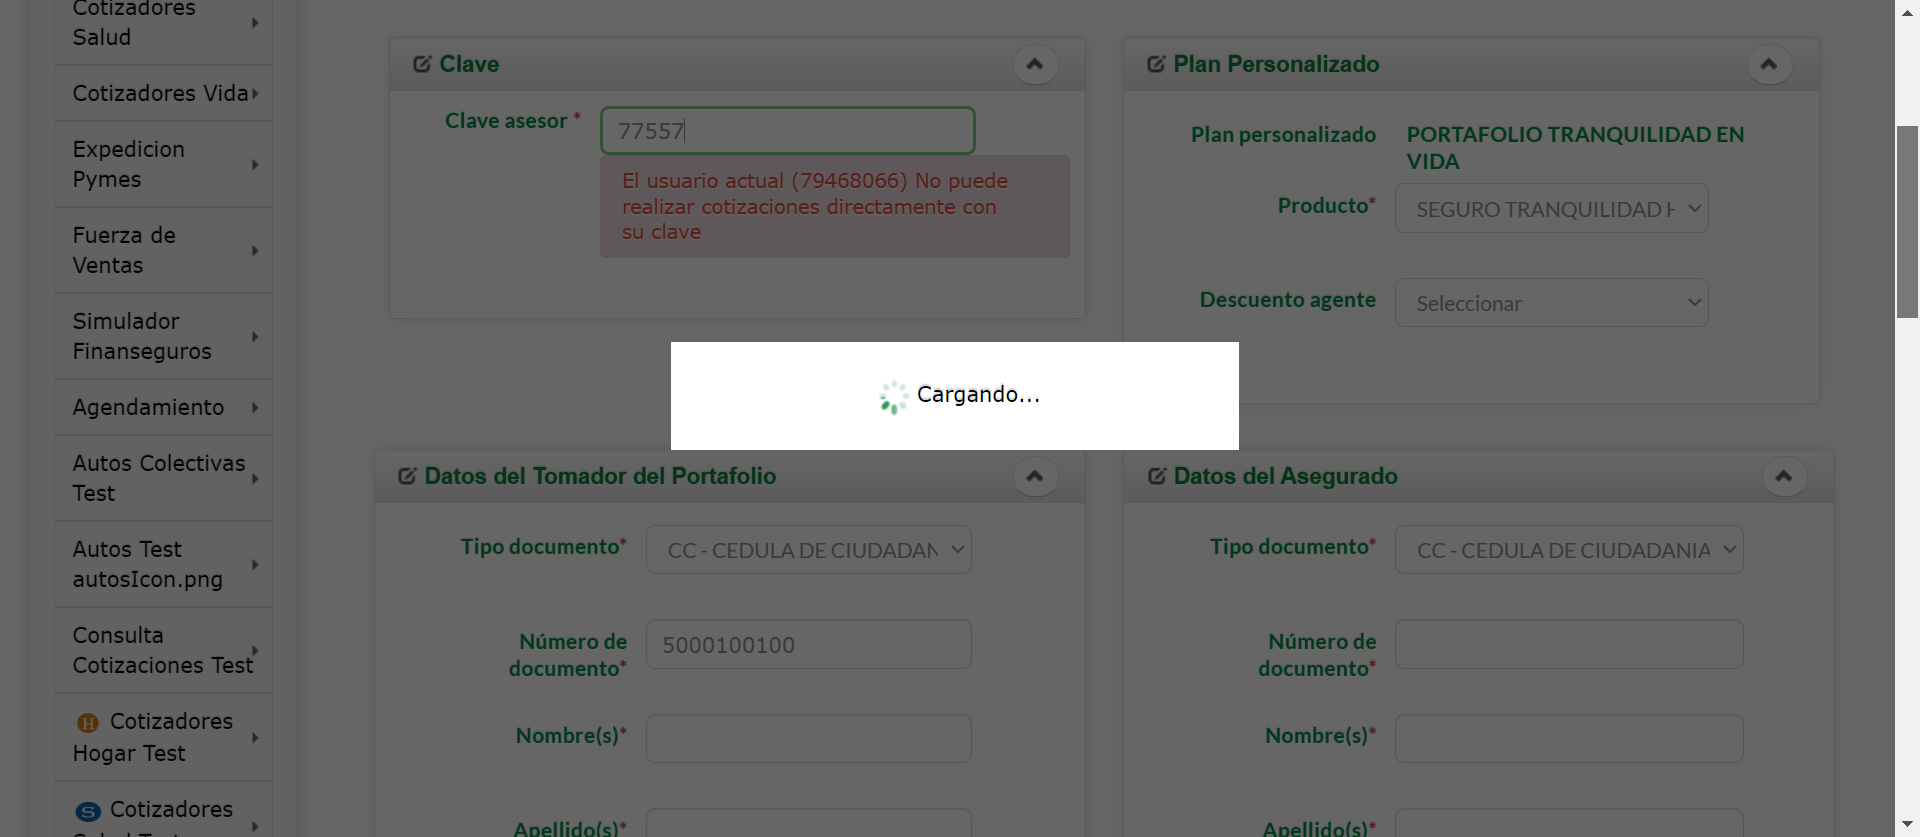 Cotizadores
Salud
Cotizadores Vida
Expedicion
Pymes
Fuerza de
Ventas
Simulador
Finanseguros
Agendamiento
Autos Colectivas
Test
Autos Test
autosIcon.png
Consulta
Cotizaciones Test
H Cotizadores
Hogar Test
S Cotizadores
Clave
Clave asesor *
77557
El usuario actual (79468066) No puede
realizar cotizaciones directamente con
su clave
Plan Personalizado
Plan personalizado PORTAFOLIO TRANQUILIDAD EN
VIDA
Producto*
SEGURO TRANQUILIDAD
Descuento agente
Seleccionar
Cargando...
Datos del Tomador del Portafolio
Tipo documento*
CC - CEDULA DE CIUDADAN
Número de
documento*
5000100100
Nombre(s)*
Apellido(s)*
Datos del Asegurado
Tipo documento*
CC - CEDULA DE CIUDADANIA
Número de
documento*
Nombre(s)*
Apellido(s)*